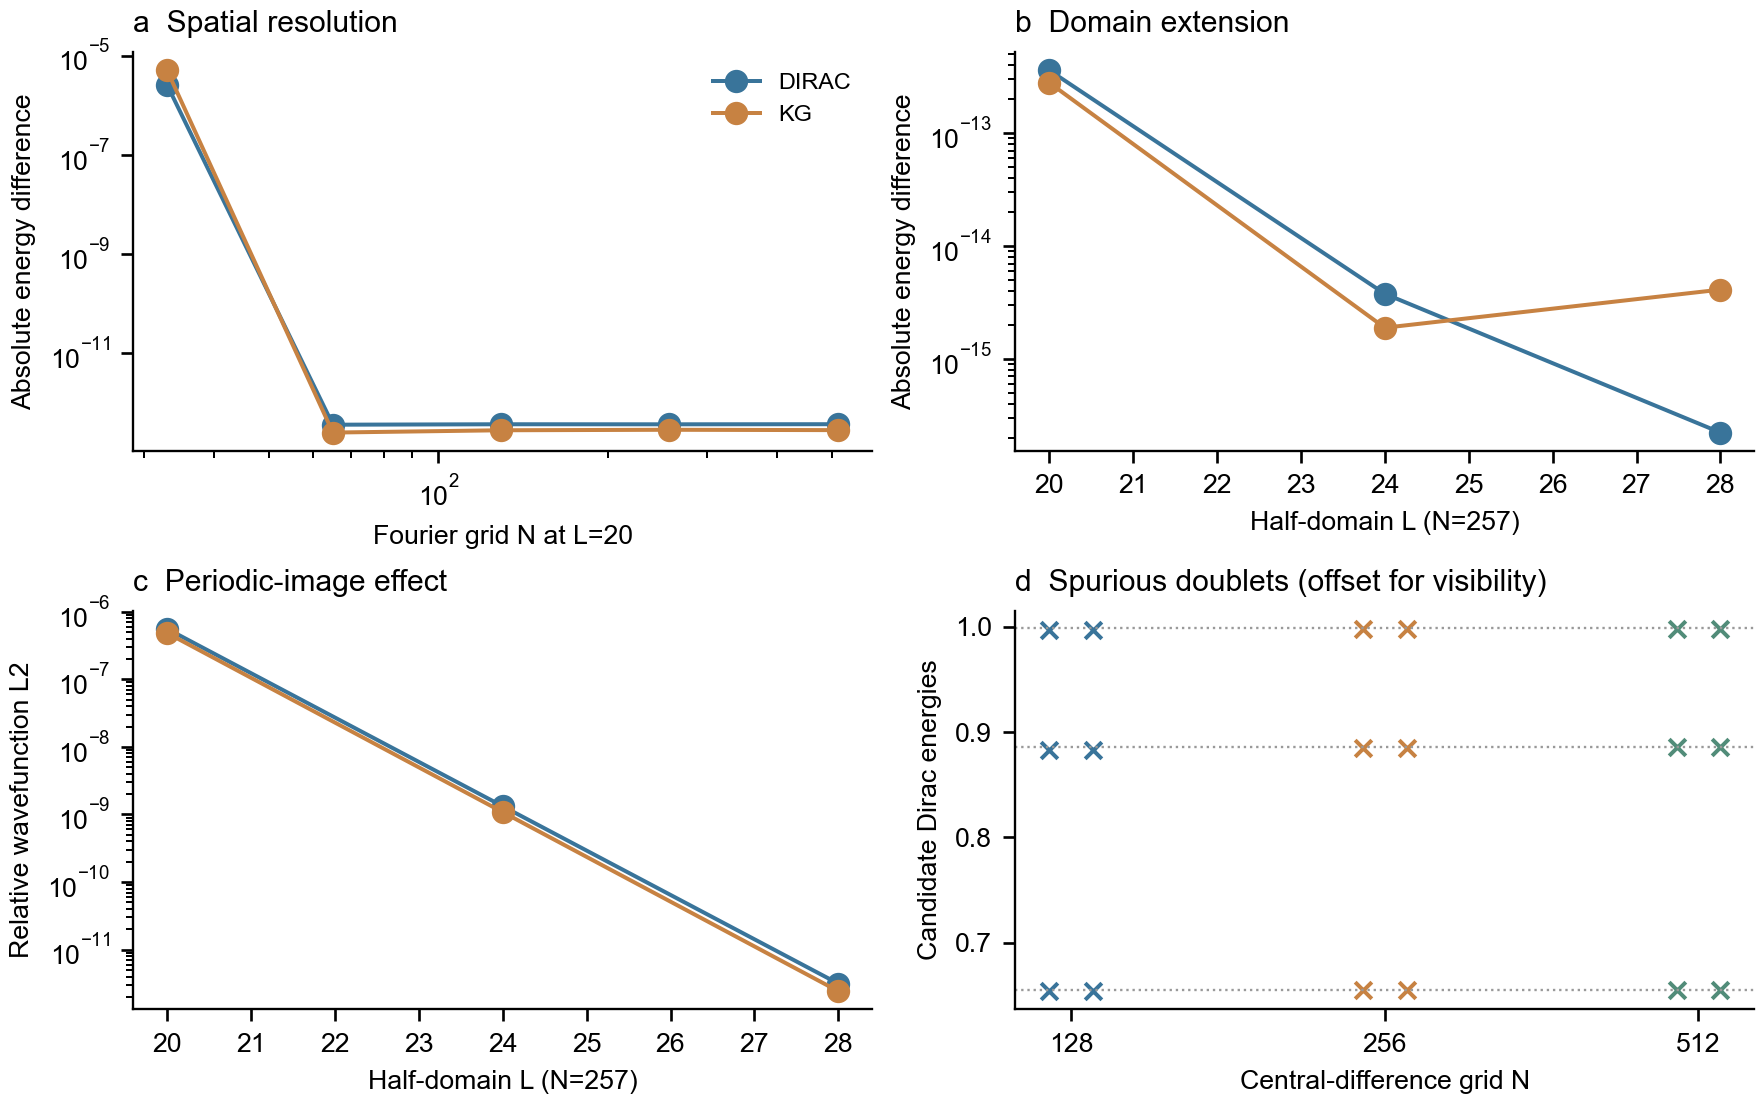 a Spatial resolution
Absolute energy difference
10⁻⁵
10⁻⁷
10⁻⁹
10⁻¹¹
DIRAC
KG
10²
Fourier grid N at L=20
b Domain extension
Absolute energy difference
10⁻¹³
10⁻¹⁴
10⁻¹⁵
20 21 22 23 24 25 26 27 28
Half-domain L (N=257)
c Periodic-image effect
Relative wavefunction L2
10⁻⁶
10⁻⁷
10⁻⁸
10⁻⁹
10⁻¹⁰
10⁻¹¹
20 21 22 23 24 25 26 27 28
Half-domain L (N=257)
d Spurious doublets (offset for visibility)
Candidate Dirac energies
1.0
0.9
0.8
0.7
128 256 512
Central-difference grid N